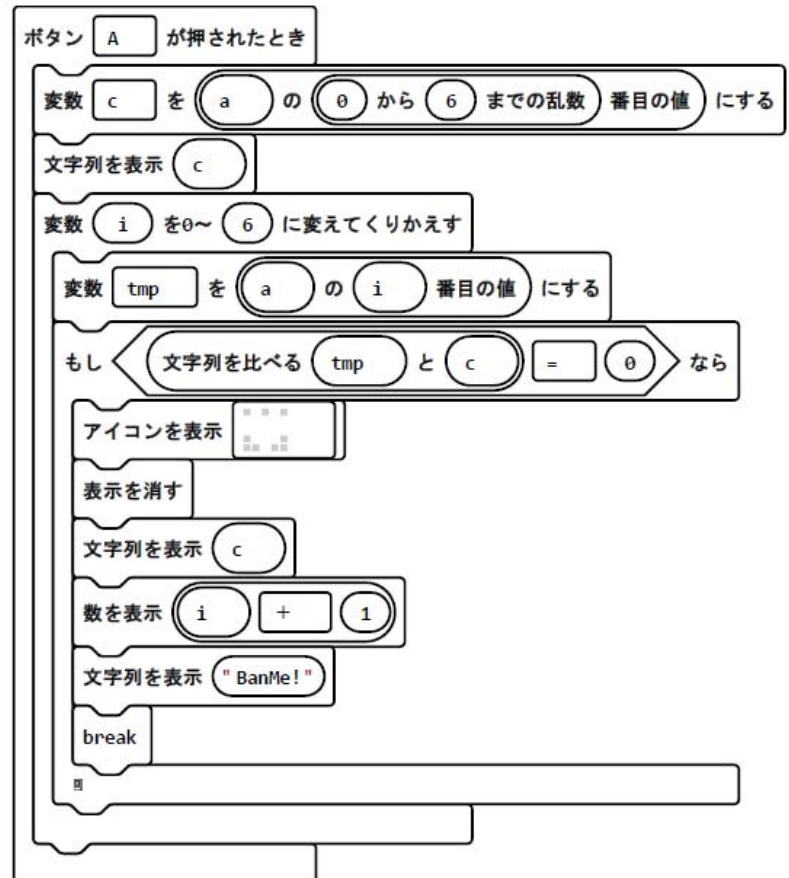 ボタン A が押されたとき
変数 c を a の 0 から 6 までの乱数 番目の値 にする
文字列を表示 c
変数 i を0～ 6 に変えてくりかえす
変数 tmp を a の i 番目の値 にする
もし 文字列を比べる tmp と c = 0 なら
アイコンを表示
表示を消す
文字列を表示 c
数を表示 i + 1
文字列を表示 "BanMe!"
break